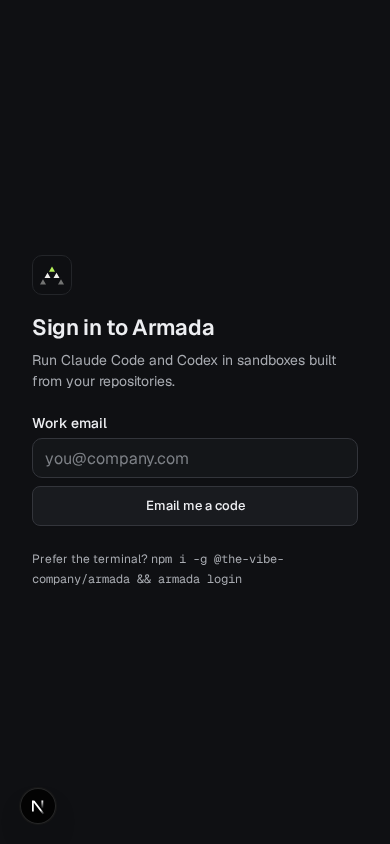 Sign in to Armada
Run Claude Code and Codex in sandboxes built
from your repositories.
Work email
you@company.com
Email me a code
Prefer the terminal? npm i -g @the-vibe-
company/armada && armada login
N